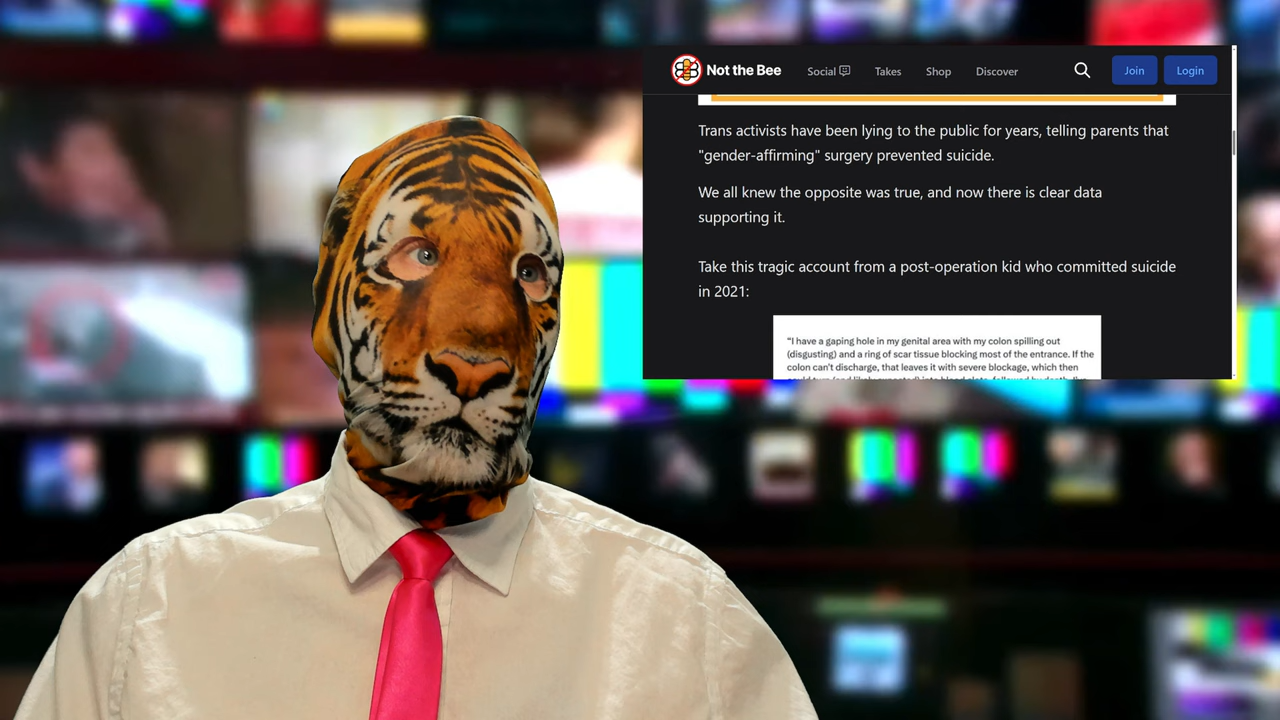 Not the Bee
Social
Takes
Shop
Discover
Join
Login
Trans activists have been lying to the public for years, telling parents that
"gender-affirming" surgery prevented suicide.
We all knew the opposite was true, and now there is clear data
supporting it.
Take this tragic account from a post-operation kid who committed suicide
in 2021:
“I have a gaping hole in my genital area with my colon spilling out
(disgusting) and a ring of scar tissue blocking most of the entrance. If the
colon can't discharge, that leaves it with severe blockage, which then